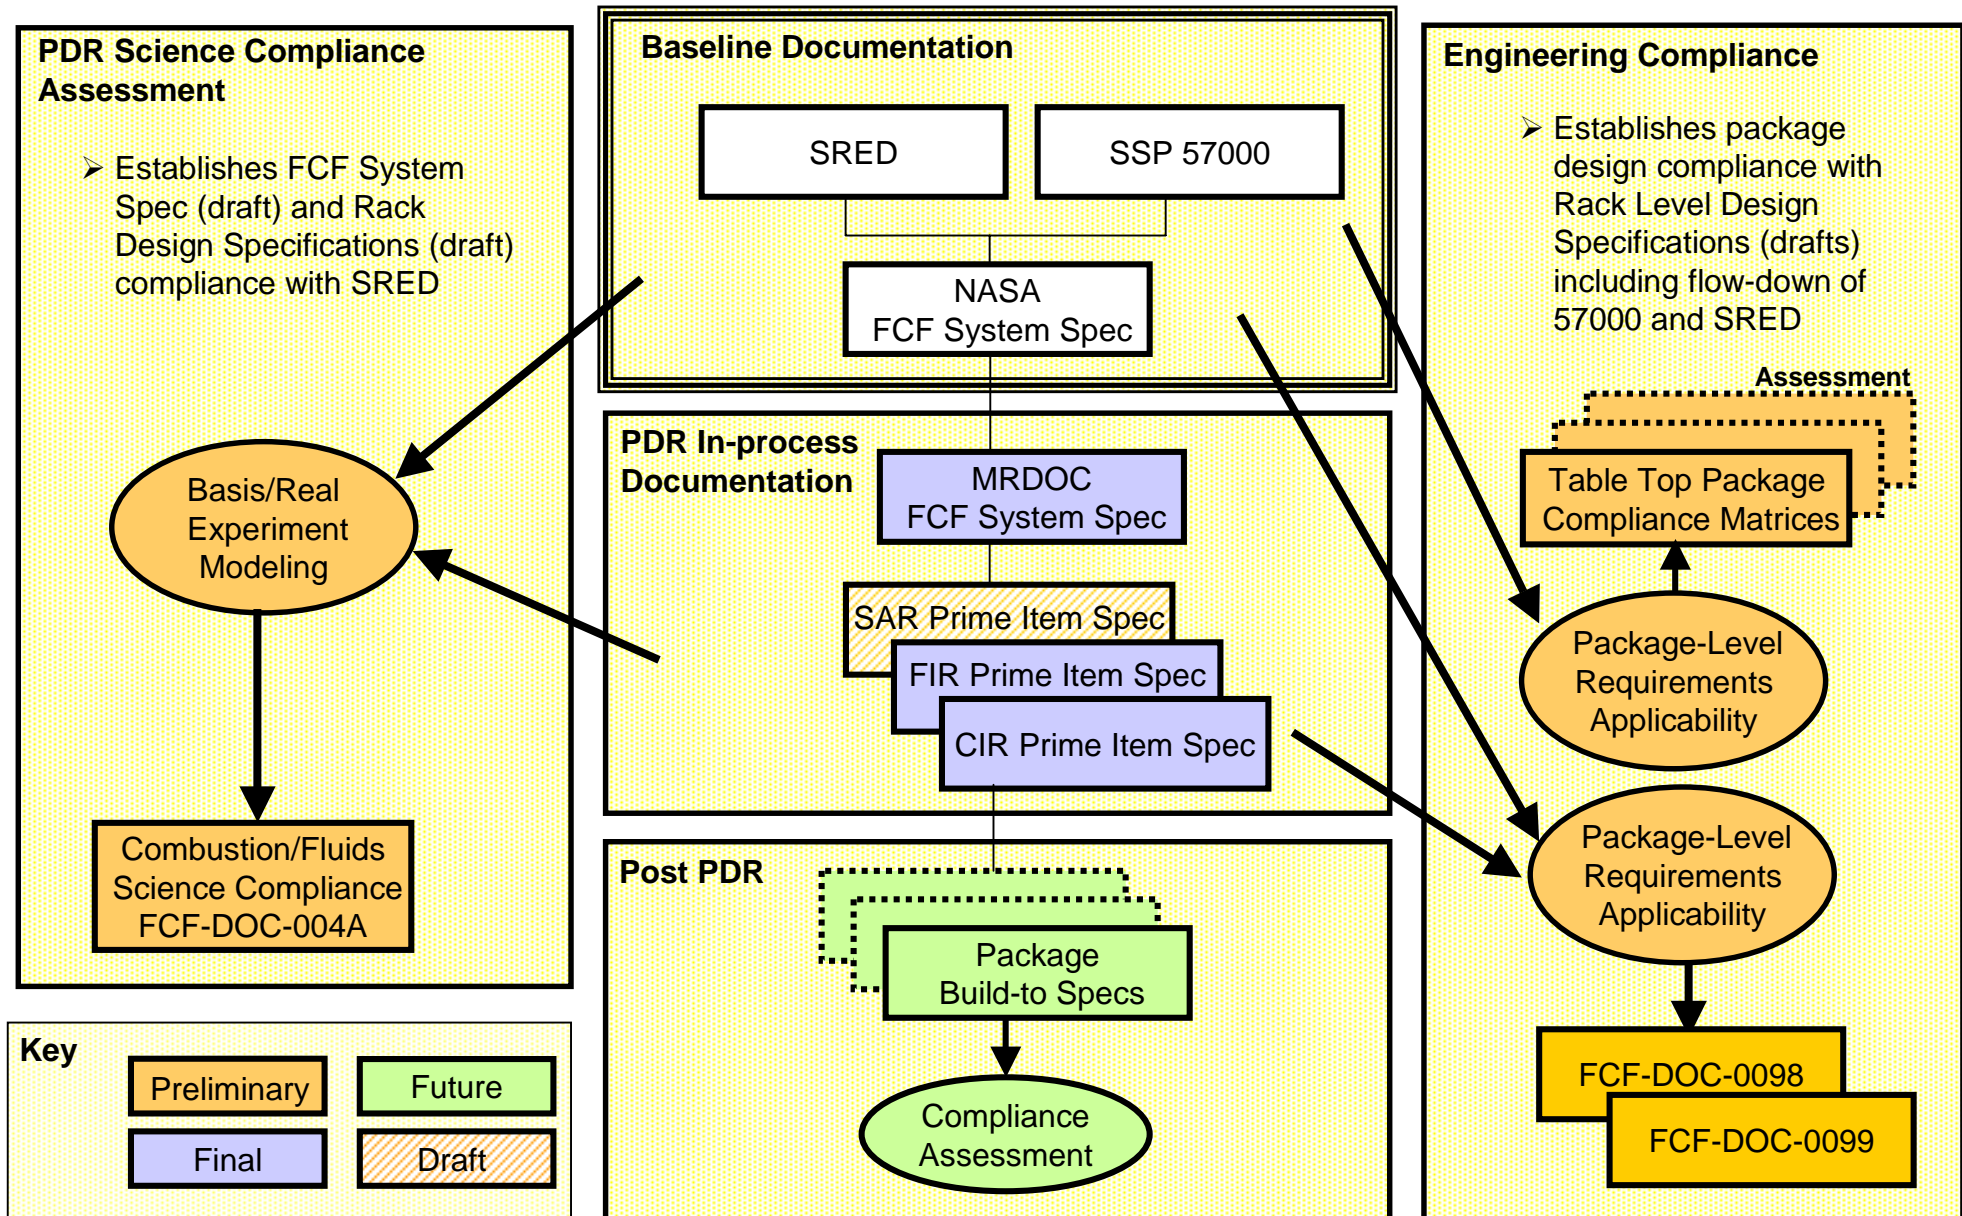 PDR Science Compliance
Assessment
➢ Establishes FCF System
Spec (draft) and Rack
Design Specifications (draft)
compliance with SRED
Basis/Real
Experiment
Modeling
Combustion/Fluids
Science Compliance
FCF-DOC-004A
Key
Preliminary
Future
Final
Draft
Baseline Documentation
SRED
SSP 57000
NASA
FCF System Spec
PDR In-process
Documentation
MRDOC
FCF System Spec
SAR Prime Item Spec
FIR Prime Item Spec
CIR Prime Item Spec
Post PDR
Package
Build-to Specs
Compliance
Assessment
Engineering Compliance
➢ Establishes package
design compliance with
Rack Level Design
Specifications (drafts)
including flow-down of
57000 and SRED
Assessment
Table Top Package
Compliance Matrices
Package-Level
Requirements
Applicability
Package-Level
Requirements
Applicability
FCF-DOC-0098
FCF-DOC-0099